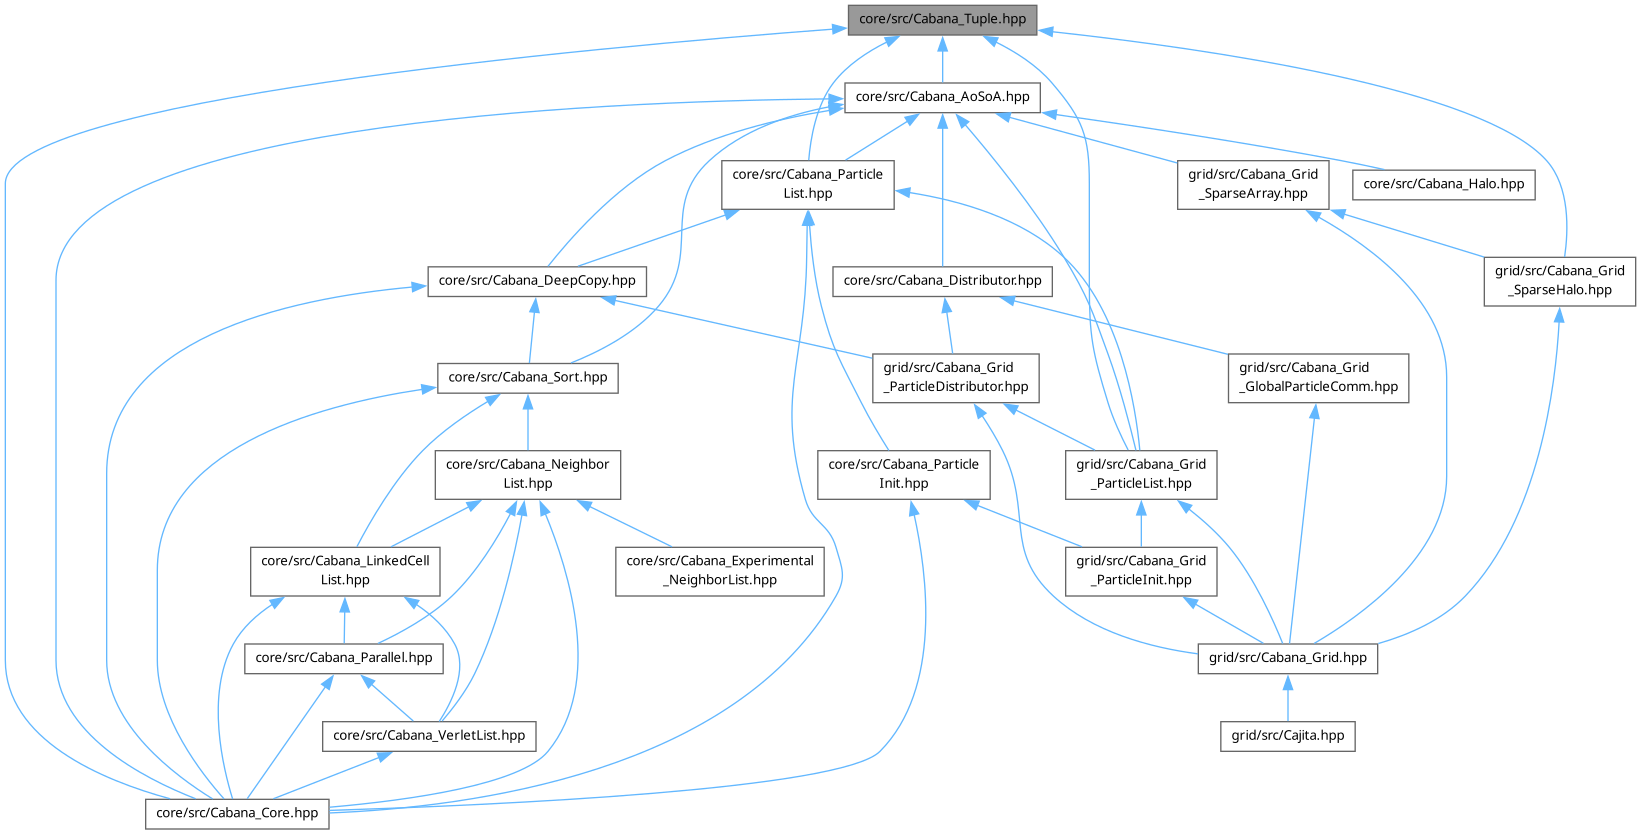 core/src/Cabana_Tuple.hpp
core/src/Cabana_AoSoA.hpp
core/src/Cabana_Particle
List.hpp
grid/src/Cabana_Grid
_SparseArray.hpp
core/src/Cabana_Halo.hpp
core/src/Cabana_DeepCopy.hpp
core/src/Cabana_Distributor.hpp
grid/src/Cabana_Grid
_SparseHalo.hpp
core/src/Cabana_Sort.hpp
grid/src/Cabana_Grid
_ParticleDistributor.hpp
grid/src/Cabana_Grid
_GlobalParticleComm.hpp
core/src/Cabana_Neighbor
List.hpp
core/src/Cabana_Particle
Init.hpp
grid/src/Cabana_Grid
_ParticleList.hpp
core/src/Cabana_LinkedCell
List.hpp
core/src/Cabana_Experimental
_NeighborList.hpp
grid/src/Cabana_Grid
_ParticleInit.hpp
core/src/Cabana_Parallel.hpp
grid/src/Cabana_Grid.hpp
core/src/Cabana_VerletList.hpp
grid/src/Cajita.hpp
core/src/Cabana_Core.hpp